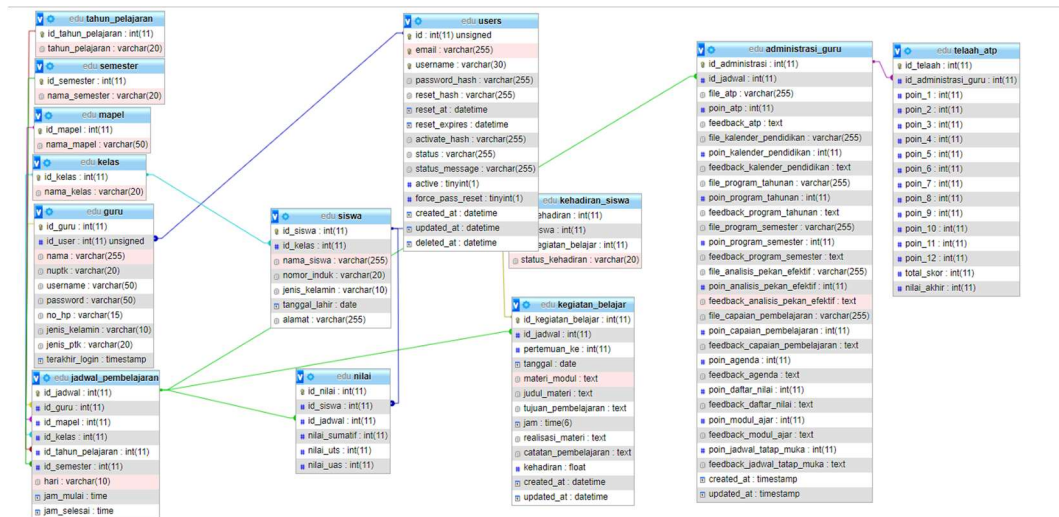 edu tahun_pelajaran
id_tahun_pelajaran : int(11)
tahun_pelajaran : varchar(20)
edu semester
id_semester : int(11)
nama_semester : varchar(20)
edu mapel
id_mapel : int(11)
nama_mapel : varchar(50)
edu kelas
id_kelas : int(11)
nama_kelas : varchar(20)
edu guru
id_guru : int(11)
id_user : int(11) unsigned
nama : varchar(255)
nuptk : varchar(20)
username : varchar(50)
password : varchar(50)
no_hp : varchar(15)
jenis_kelamin : varchar(10)
jenis_ptk : varchar(20)
terakhir_login : timestamp
edu jadwal_pembelajaran
id_jadwal : int(11)
id_guru : int(11)
id_mapel : int(11)
id_kelas : int(11)
id_tahun_pelajaran : int(11)
id_semester : int(11)
hari : varchar(10)
jam_mulai : time
jam_selesai : time
edu siswa
id_siswa : int(11)
id_kelas : int(11)
nama_siswa : varchar(255)
nomor_induk : varchar(20)
jenis_kelamin : varchar(10)
tanggal_lahir : date
alamat : varchar(255)
edu nilai
id_nilai : int(11)
id_siswa : int(11)
id_jadwal : int(11)
nilai_sumatif : int(11)
nilai_uts : int(11)
nilai_uas : int(11)
edu users
id : int(11) unsigned
email : varchar(255)
username : varchar(30)
password_hash : varchar(255)
reset_hash : varchar(255)
reset_at : datetime
reset_expires : datetime
activate_hash : varchar(255)
status : varchar(255)
status_message : varchar(255)
active : tinyint(1)
force_pass_reset : tinyint(1)
created_at : datetime
updated_at : datetime
deleted_at : datetime
kehadiran_siswa
ehadiran : int(11)
iswa : int(11)
egiatan_belajar : int(11)
status_kehadiran : varchar(20)
edu kegiatan_belajar
id_kegiatan_belajar : int(11)
id_jadwal : int(11)
pertemuan_ke : int(11)
tanggal : date
materi_modul : text
judul_materi : text
tujuan_pembelajaran : text
jam : time(6)
realisasi_materi : text
catatan_pembelajaran : text
kehadiran : float
created_at : datetime
updated_at : datetime
edu administrasi_guru
id_administrasi : int(11)
id_jadwal : int(11)
file_atp : varchar(255)
poin_atp : int(11)
feedback_atp : text
file_kalender_pendidikan : varchar(255)
poin_kalender_pendidikan : int(11)
feedback_kalender_pendidikan : text
file_program_tahunan : varchar(255)
poin_program_tahunan : int(11)
feedback_program_tahunan : text
file_program_semester : varchar(255)
poin_program_semester : int(11)
feedback_program_semester : text
file_analisis_pekan_efektif : varchar(255)
poin_analisis_pekan_efektif : int(11)
feedback_analisis_pekan_efektif : text
file_capaian_pembelajaran : varchar(255)
poin_capaian_pembelajaran : int(11)
feedback_capaian_pembelajaran : text
poin_agenda : int(11)
feedback_agenda : text
poin_daftar_nilai : int(11)
feedback_daftar_nilai : text
poin_modul_ajar : int(11)
feedback_modul_ajar : text
poin_jadwal_tatap_muka : int(11)
feedback_jadwal_tatap_muka : text
created_at : timestamp
updated_at : timestamp
edu telaah_atp
id_telaah : int(11)
id_administrasi_guru : int(11)
poin_1 : int(11)
poin_2 : int(11)
poin_3 : int(11)
poin_4 : int(11)
poin_5 : int(11)
poin_6 : int(11)
poin_7 : int(11)
poin_8 : int(11)
poin_9 : int(11)
poin_10 : int(11)
poin_11 : int(11)
poin_12 : int(11)
total_skor : int(11)
nilai_akhir : int(11)